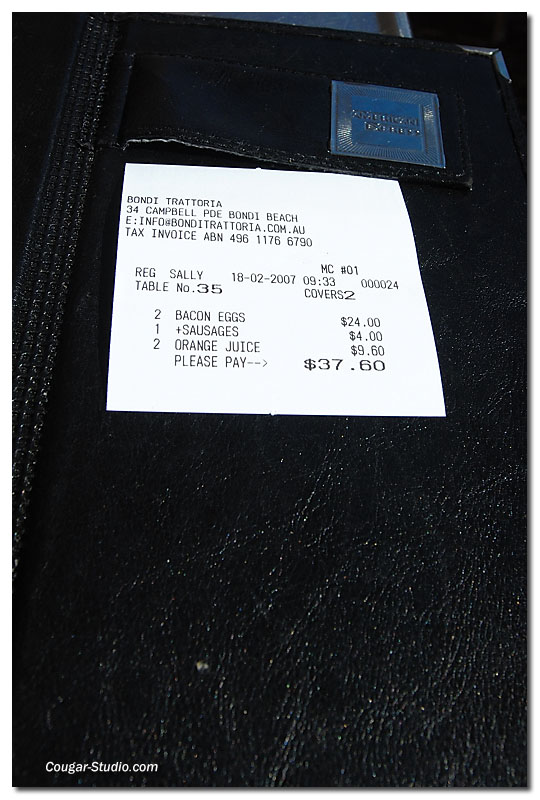 AMERICAN
EXPRESS
BONDI TRATTORIA
34 CAMPBELL PDE BONDI BEACH
E:INFO@BONDITRATTORIA.COM.AU
TAX INVOICE ABN 496 1176 6790
MC #01
REG SALLY 18-02-2007 09:33 000024
TABLE No.35 COVERS2
2 BACON EGGS $24.00
1 +SAUSAGES $4.00
2 ORANGE JUICE $9.60
PLEASE PAY--> $37.60
Cougar-Studio.com